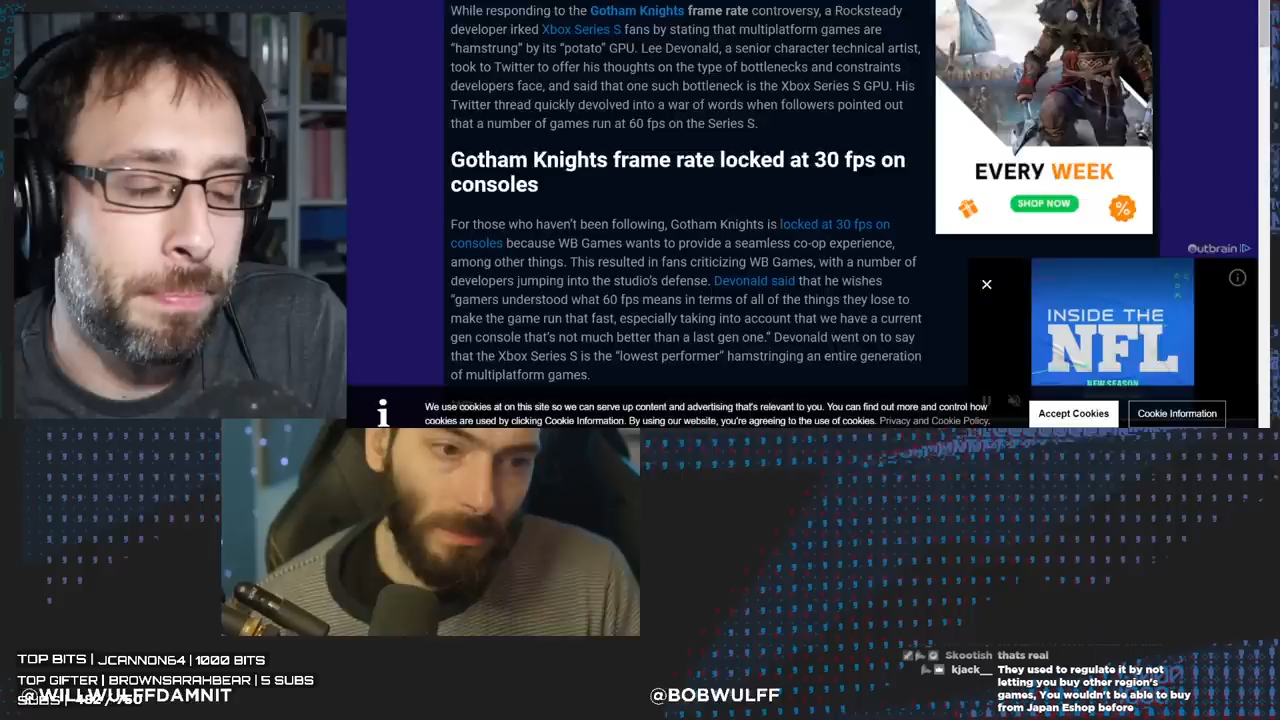 While responding to the Gotham Knights frame rate controversy, a Rocksteady
developer irked Xbox Series S fans by stating that multiplatform games are
“hamstrung” by its “potato” GPU. Lee Devonald, a senior character technical artist,
took to Twitter to offer his thoughts on the type of bottlenecks and constraints
developers face, and said that one such bottleneck is the Xbox Series S GPU. His
Twitter thread quickly devolved into a war of words when followers pointed out
that a number of games run at 60 fps on the Series S.
Gotham Knights frame rate locked at 30 fps on
consoles
For those who haven’t been following, Gotham Knights is locked at 30 fps on
consoles because WB Games wants to provide a seamless co-op experience,
among other things. This resulted in fans criticizing WB Games, with a number of
developers jumping into the studio’s defense. Devonald said that he wishes
“gamers understood what 60 fps means in terms of all of the things they lose to
make the game run that fast, especially taking into account that we have a current
gen console that’s not much better than a last gen one.” Devonald went on to say
that the Xbox Series S is the “lowest performer” hamstringing an entire generation
of multiplatform games.
EVERY WEEK
SHOP NOW
Outbrain
INSIDE THE
NFL
NEW SEASON
We use cookies at on this site so we can serve up content and advertising that's relevant to you. You can find out more and control how
cookies are used by clicking Cookie Information. By using our website, you're agreeing to the use of cookies. Privacy and Cookie Policy.
Accept Cookies
Cookie Information
TOP BITS | JCANNON64 | 1000 BITS
TOP GIFTER | BROWNSARAHBEAR | 5 SUBS
@WILLWULFFDAMNIT
SUBS | 482 / 750
@BOBWULFF
Skootish thats real
kjack__ They used to regulate it by not
letting you buy other region's
games, You wouldn't be able to buy
from Japan Eshop before